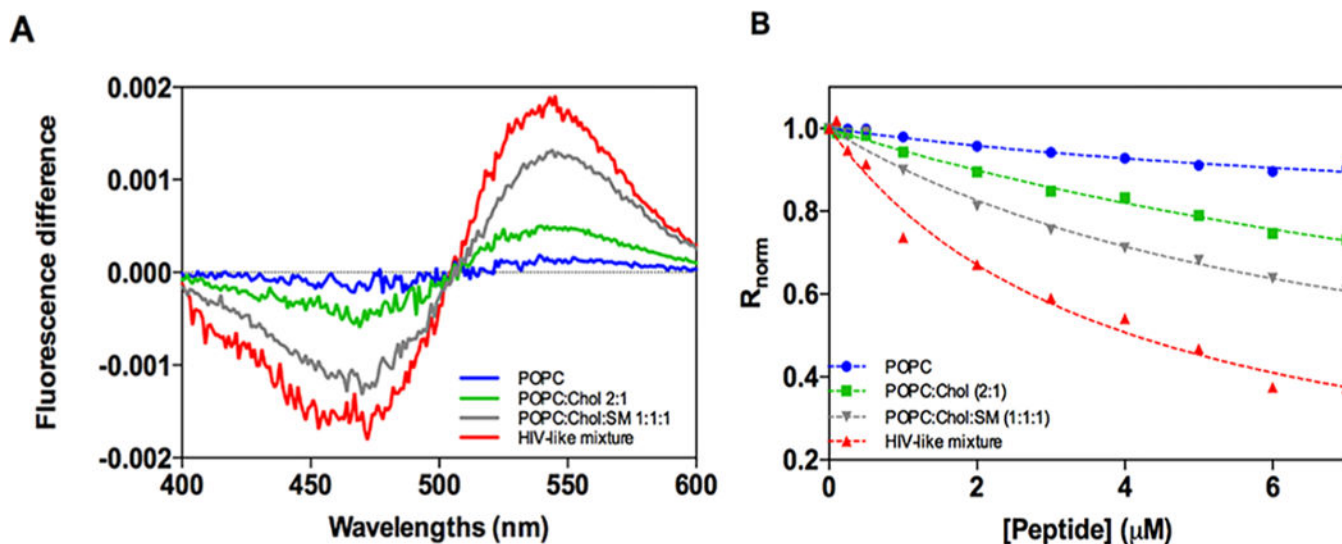 A
Fluorescence difference
0.002
0.001
0.000
-0.001
-0.002
400
450
500
550
600
Wavelengths (nm)
POPC
POPC:Chol 2:1
POPC:Chol:SM 1:1:1
HIV-like mixture
B
Rnorm
1.0
0.8
0.6
0.4
0.2
0
2
4
6
[Peptide] (μM)
POPC
POPC:Chol (2:1)
POPC:Chol:SM (1:1:1)
HIV-like mixture